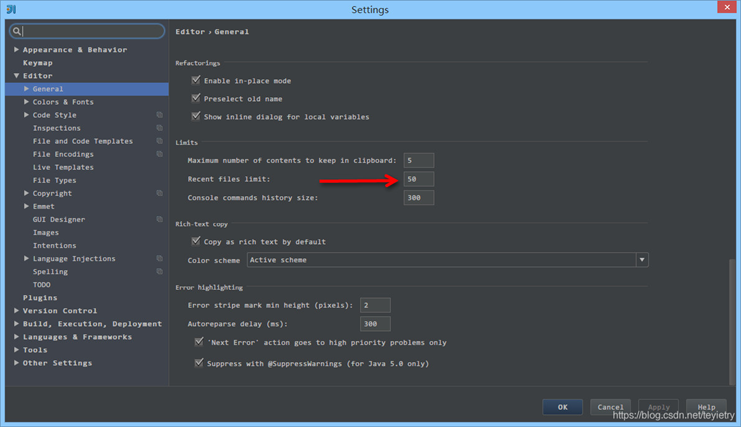 Settings
Appearance & Behavior
Keymap
Editor
General
Colors & Fonts
Code Style
Inspections
File and Code Templates
File Encodings
Live Templates
File Types
Copyright
Emmet
GUI Designer
Images
Intentions
Language Injections
Spelling
TODO
Plugins
Version Control
Build, Execution, Deployment
Languages & Frameworks
Tools
Other Settings
Editor › General
Refactorings
Enable in-place mode
Preselect old name
Show inline dialog for local variables
Limits
Maximum number of contents to keep in clipboard: 5
Recent files limit: 50
Console commands history size: 300
Rich-text copy
Copy as rich text by default
Color scheme Active scheme
Error highlighting
Error stripe mark min height (pixels): 2
Autoreparse delay (ms): 300
'Next Error' action goes to high priority problems only
Suppress with @SuppressWarnings (for Java 5.0 only)
OK Cancel Apply Help
https://blog.csdn.net/teyietry